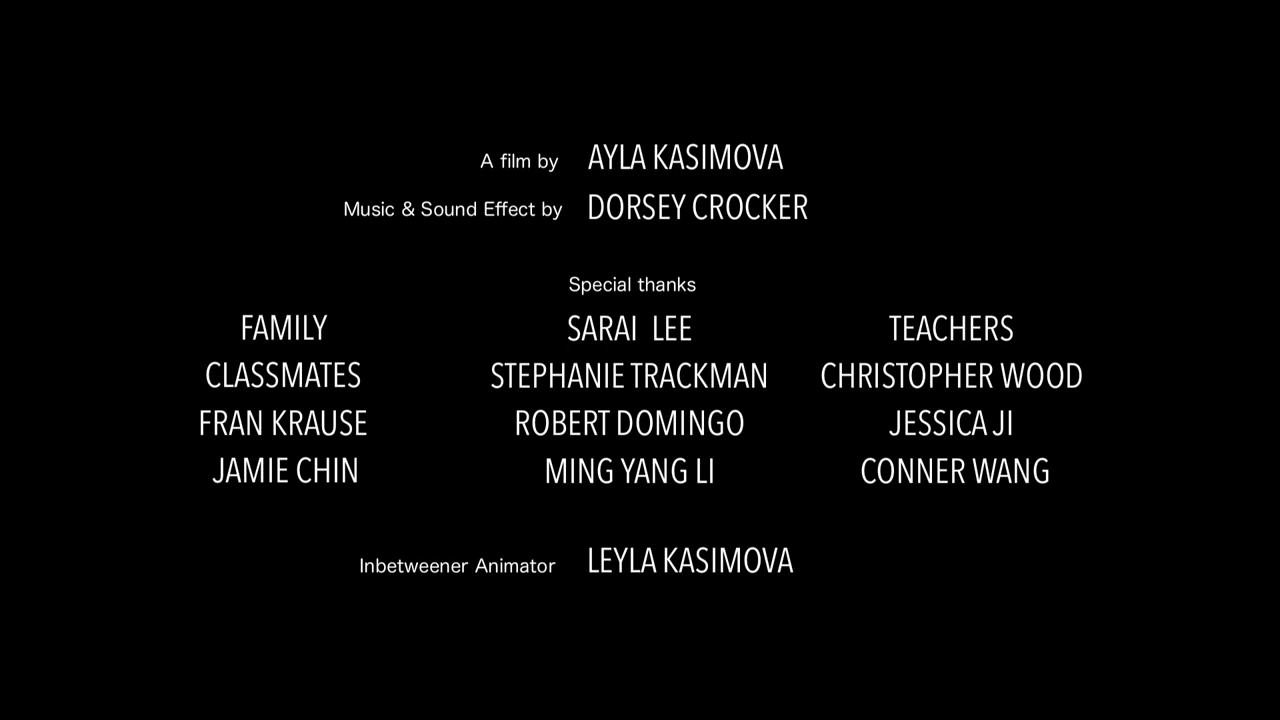 A film by AYLA KASIMOVA
Music & Sound Effect by DORSEY CROCKER
Special thanks
FAMILY SARAI LEE TEACHERS
CLASSMATES STEPHANIE TRACKMAN CHRISTOPHER WOOD
FRAN KRAUSE ROBERT DOMINGO JESSICA JI
JAMIE CHIN MING YANG LI CONNER WANG
Inbetweener Animator LEYLA KASIMOVA